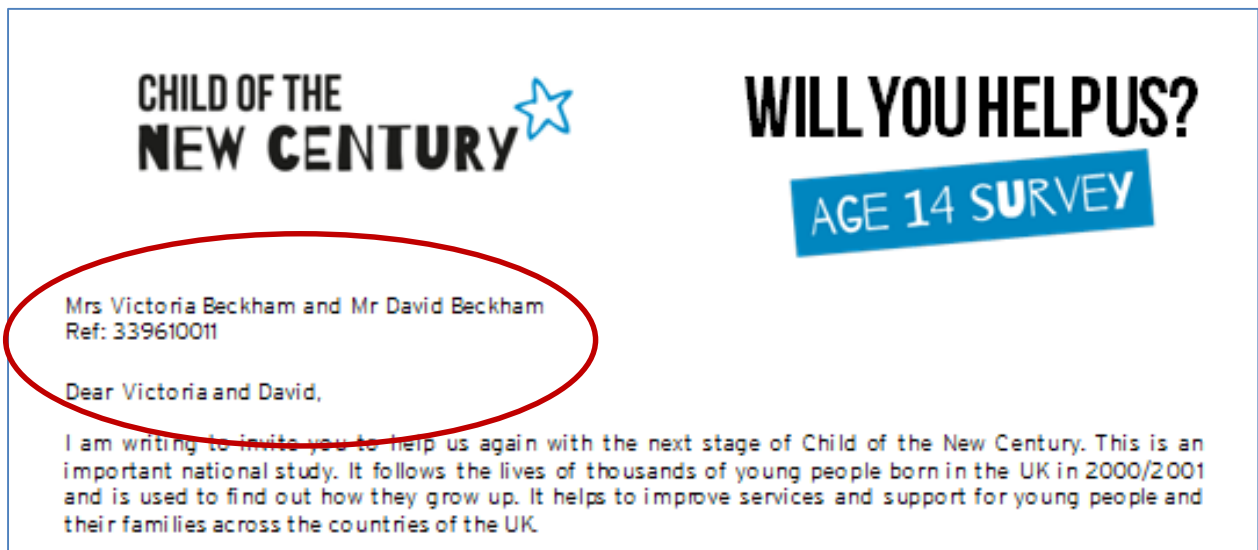 CHILD OF THE
NEW CENTURY
WILL YOU HELP US?
AGE 14 SURVEY
Mrs Victoria Beckham and Mr David Beckham
Ref: 339610011
Dear Victoria and David,
I am writing to invite you to help us again with the next stage of Child of the New Century. This is an
important national study. It follows the lives of thousands of young people born in the UK in 2000/2001
and is used to find out how they grow up. It helps to improve services and support for young people and
their families across the countries of the UK.